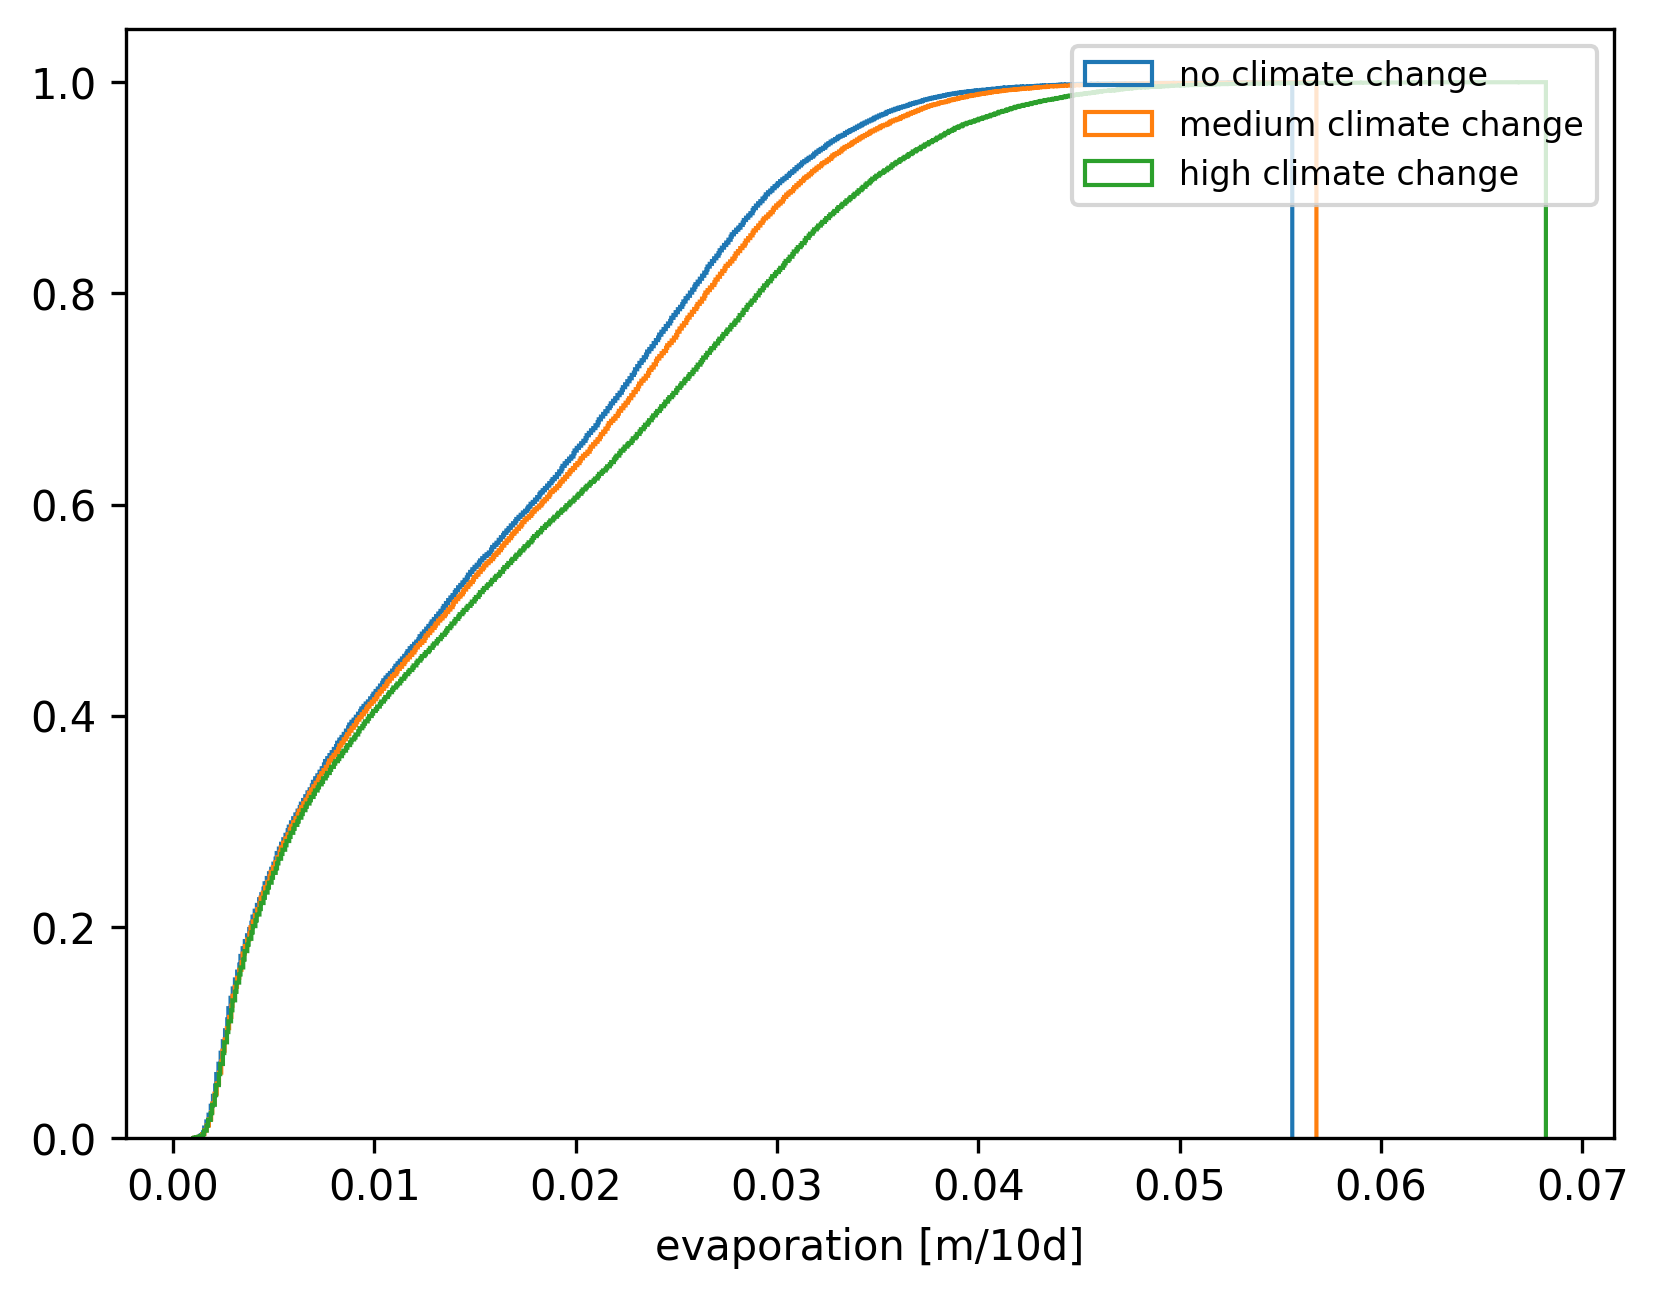 1.0
0.8
0.6
0.4
0.2
0.0
no climate change
medium climate change
high climate change
0.00 0.01 0.02 0.03 0.04 0.05 0.06 0.07
evaporation [m/10d]